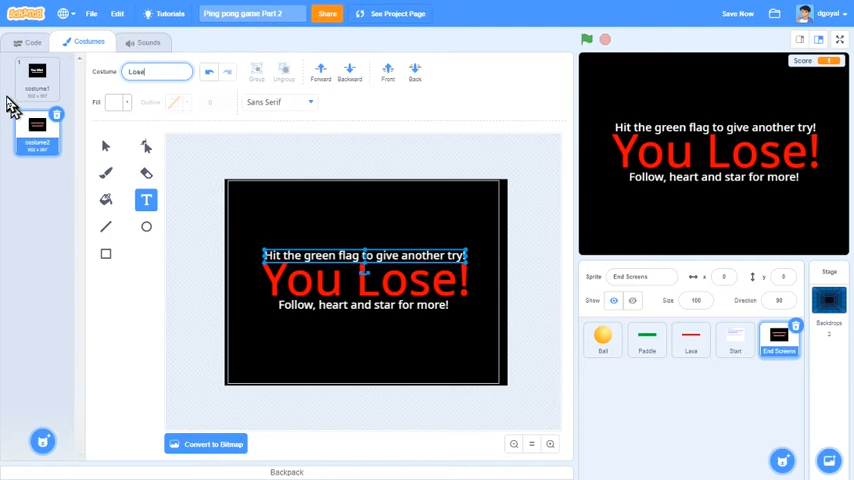 SCRATCH File Edit Tutorials Ping pong game Part 2 Share See Project Page Save Now dgoyal
Code Costumes Sounds
Score 1
1
costume1
costume2
Costume Lose
Group Ungroup Forward Backward Front Back
Fill Outline 0 Sans Serif
T
Hit the green flag to give another try!
You Lose!
Follow, heart and star for more!
Convert to Bitmap
Backpack
Hit the green flag to give another try!
You Lose!
Follow, heart and star for more!
Sprite End Screens x 0 y 0
Show Size 100 Direction 90
Ball Paddle Lava Start End Screens
Stage
Backdrops
2